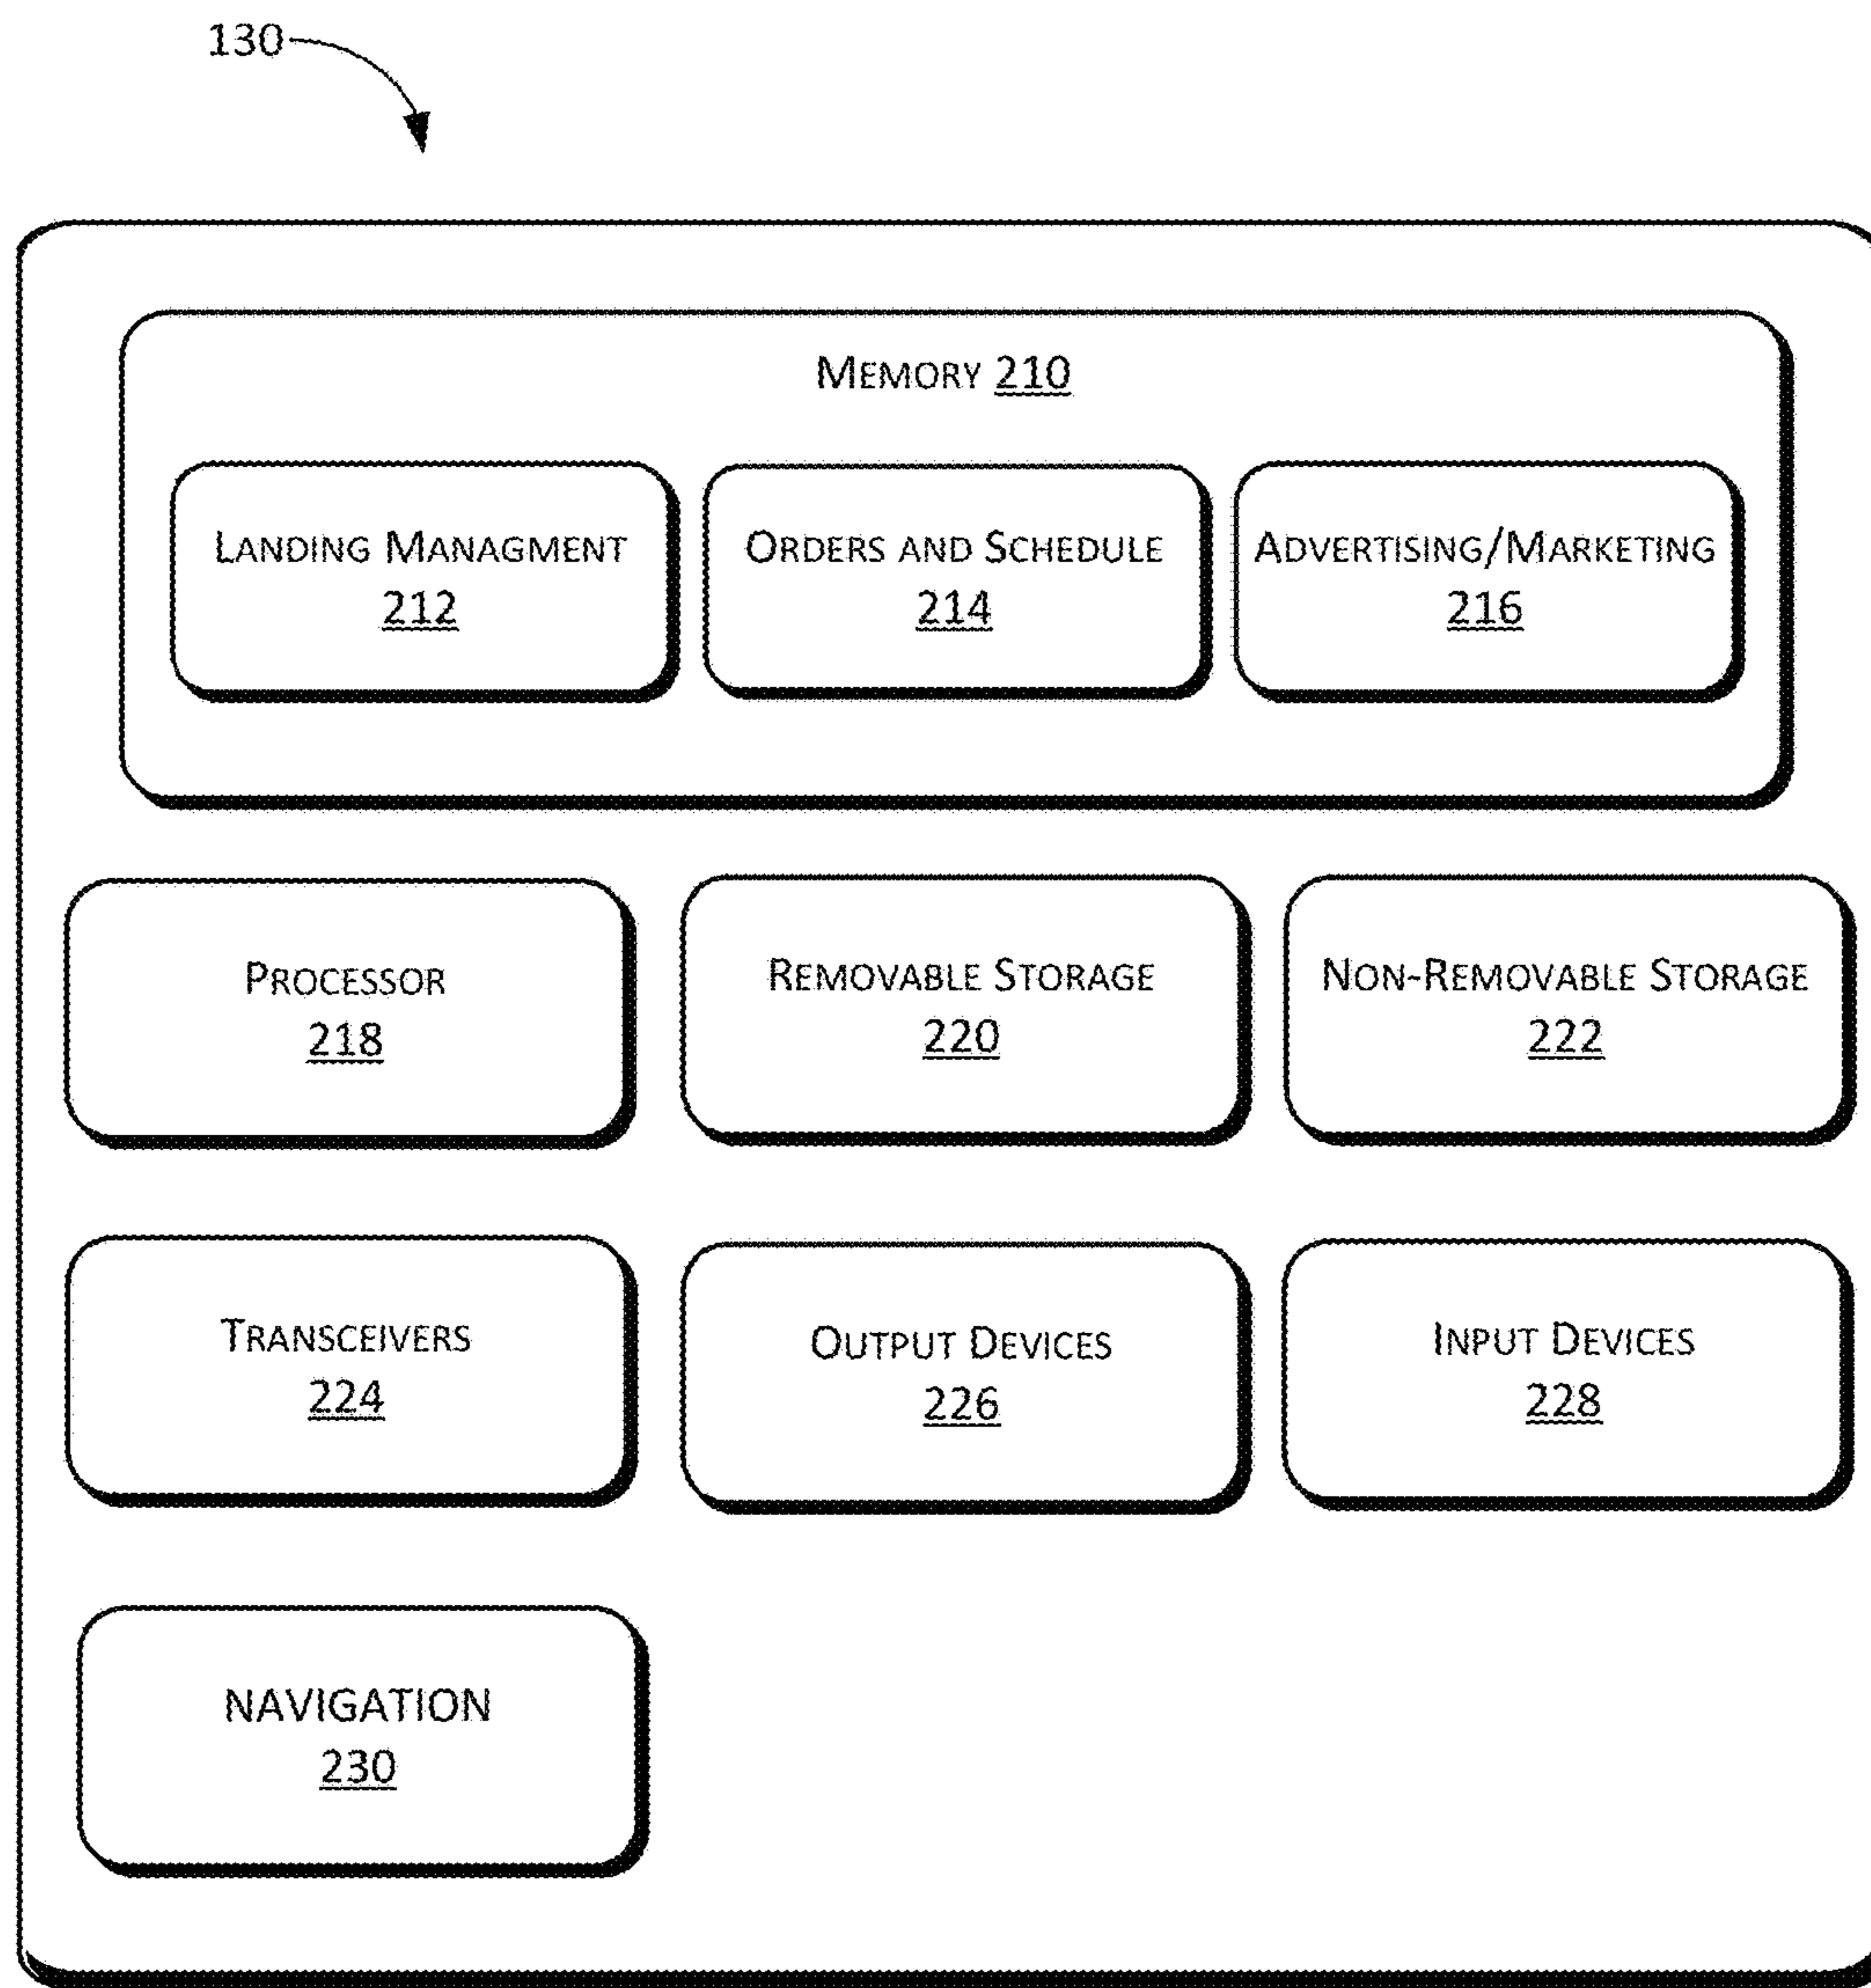 130
MEMORY 210
LANDING MANAGMENT
212
ORDERS AND SCHEDULE
214
ADVERTISING/MARKETING
216
PROCESSOR
218
REMOVABLE STORAGE
220
NON-REMOVABLE STORAGE
222
TRANSCEIVERS
224
OUTPUT DEVICES
226
INPUT DEVICES
228
NAVIGATION
230